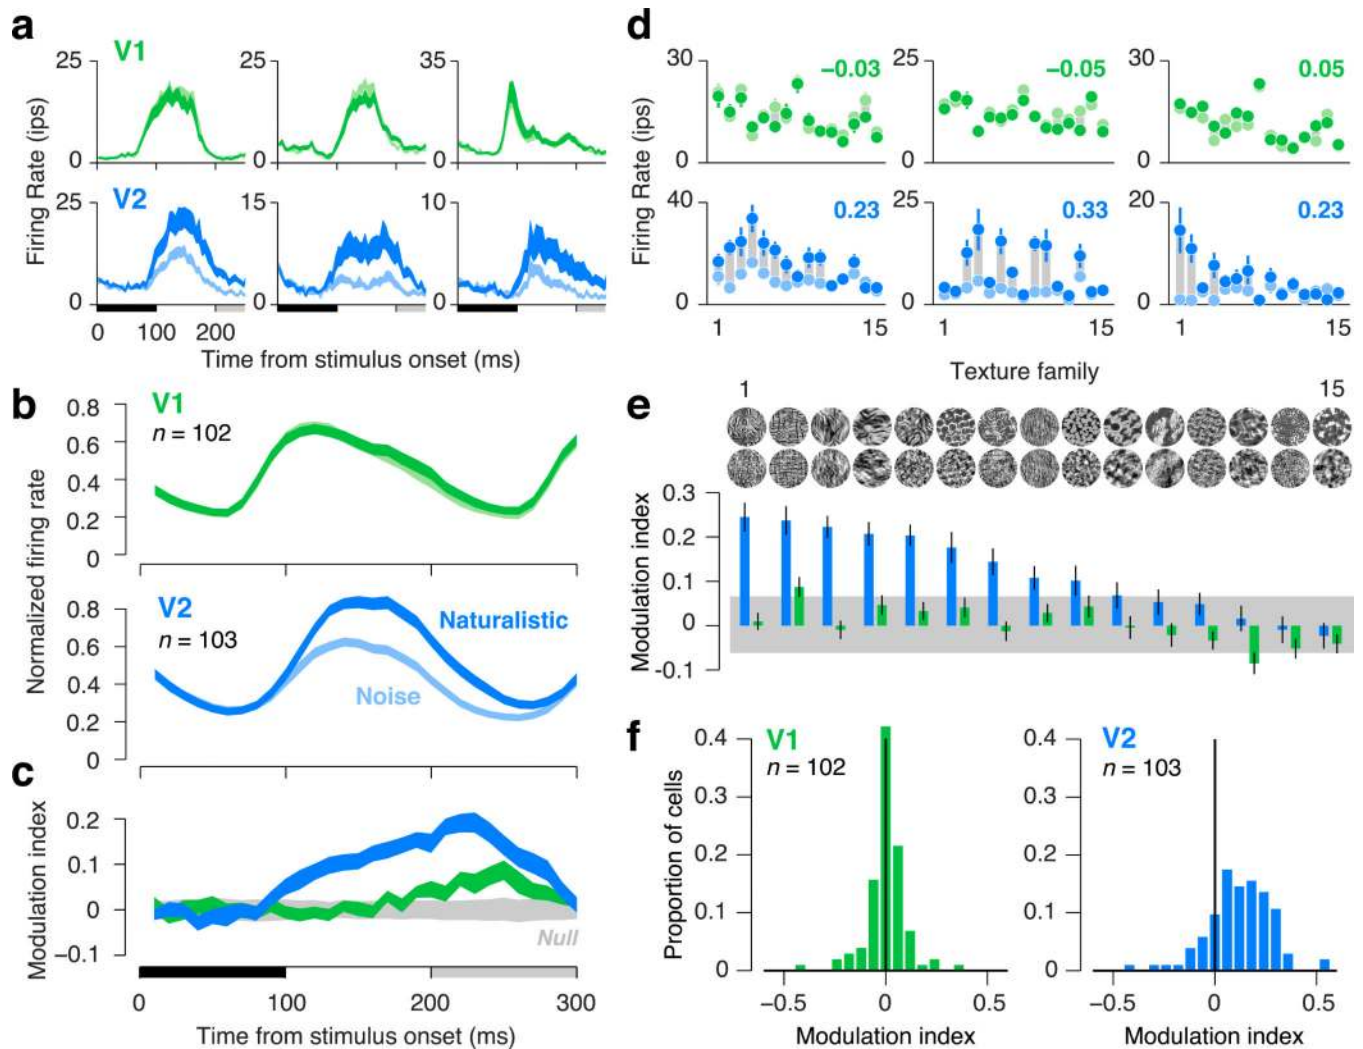 a
V1
25
0
25
0
35
0
Firing Rate (ips)
V2
25
0
15
0
10
0
0 100 200
Time from stimulus onset (ms)
b
V1
n = 102
0.8
0.6
0.4
0.2
0
Normalized firing rate
V2
n = 103
0.8
0.6
0.4
0.2
0
Naturalistic
Noise
c
Modulation index
0.2
0.1
0
−0.1
Null
0 100 200 300
Time from stimulus onset (ms)
d
Firing Rate (ips)
30
0
−0.03
25
0
−0.05
30
0
0.05
40
0
0.23
25
0
0.33
20
0
0.23
1 15 1 15 1 15
Texture family
e
1 15
Modulation index
0.3
0.2
0.1
0
-0.1
f
Proportion of cells
V1
n = 102
0.4
0.3
0.2
0.1
0
−0.5 0 0.5
Modulation index
V2
n = 103
0.4
0.3
0.2
0.1
0
−0.5 0 0.5
Modulation index